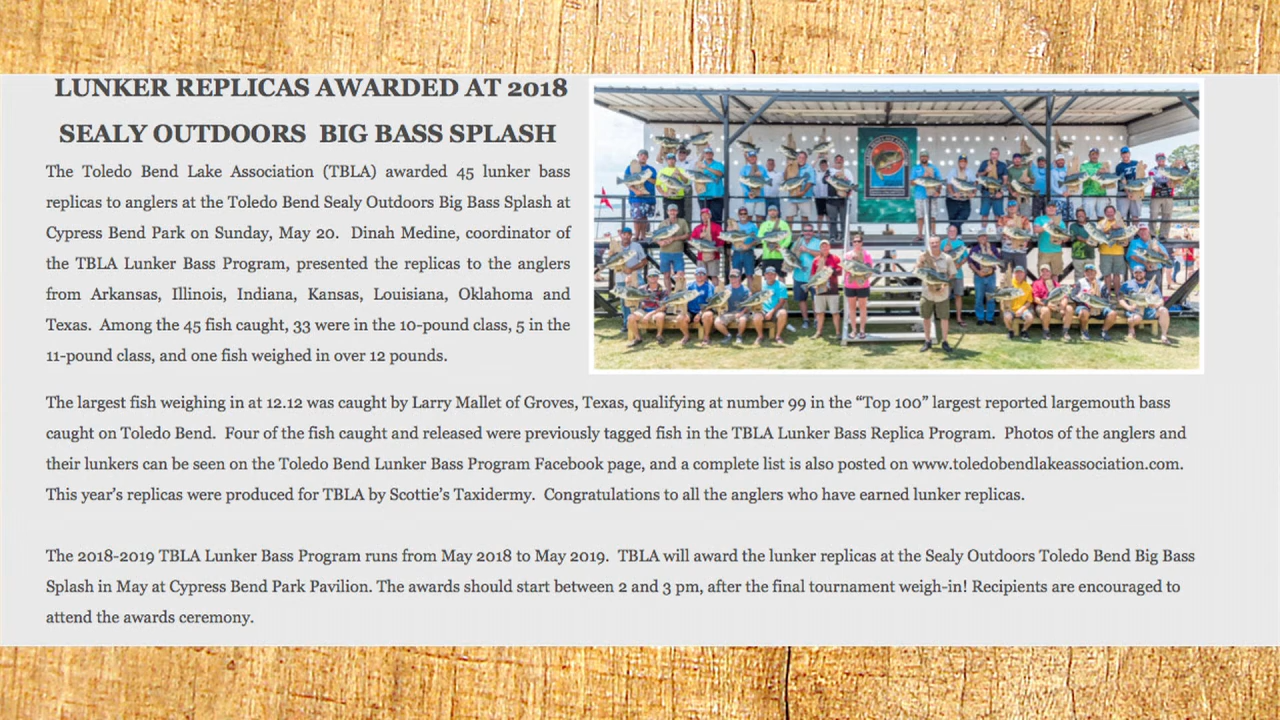 LUNKER REPLICAS AWARDED AT 2018
SEALY OUTDOORS BIG BASS SPLASH
The Toledo Bend Lake Association (TBLA) awarded 45 lunker bass
replicas to anglers at the Toledo Bend Sealy Outdoors Big Bass Splash at
Cypress Bend Park on Sunday, May 20. Dinah Medine, coordinator of
the TBLA Lunker Bass Program, presented the replicas to the anglers
from Arkansas, Illinois, Indiana, Kansas, Louisiana, Oklahoma and
Texas. Among the 45 fish caught, 33 were in the 10-pound class, 5 in the
11-pound class, and one fish weighed in over 12 pounds.
The largest fish weighing in at 12.12 was caught by Larry Mallet of Groves, Texas, qualifying at number 99 in the “Top 100” largest reported largemouth bass
caught on Toledo Bend. Four of the fish caught and released were previously tagged fish in the TBLA Lunker Bass Replica Program. Photos of the anglers and
their lunkers can be seen on the Toledo Bend Lunker Bass Program Facebook page, and a complete list is also posted on www.toledobendlakeassociation.com.
This year’s replicas were produced for TBLA by Scottie’s Taxidermy. Congratulations to all the anglers who have earned lunker replicas.
The 2018-2019 TBLA Lunker Bass Program runs from May 2018 to May 2019. TBLA will award the lunker replicas at the Sealy Outdoors Toledo Bend Big Bass
Splash in May at Cypress Bend Park Pavilion. The awards should start between 2 and 3 pm, after the final tournament weigh-in! Recipients are encouraged to
attend the awards ceremony.